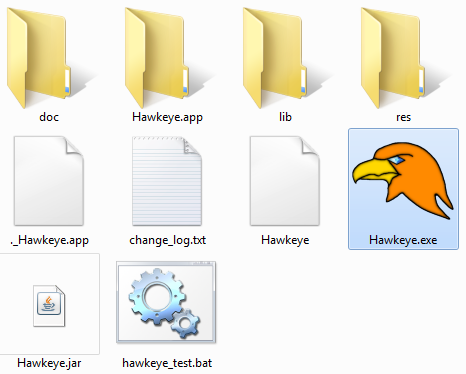 doc
Hawkeye.app
lib
res
._Hawkeye.app
change_log.txt
Hawkeye
Hawkeye.exe
Hawkeye.jar
hawkeye_test.bat